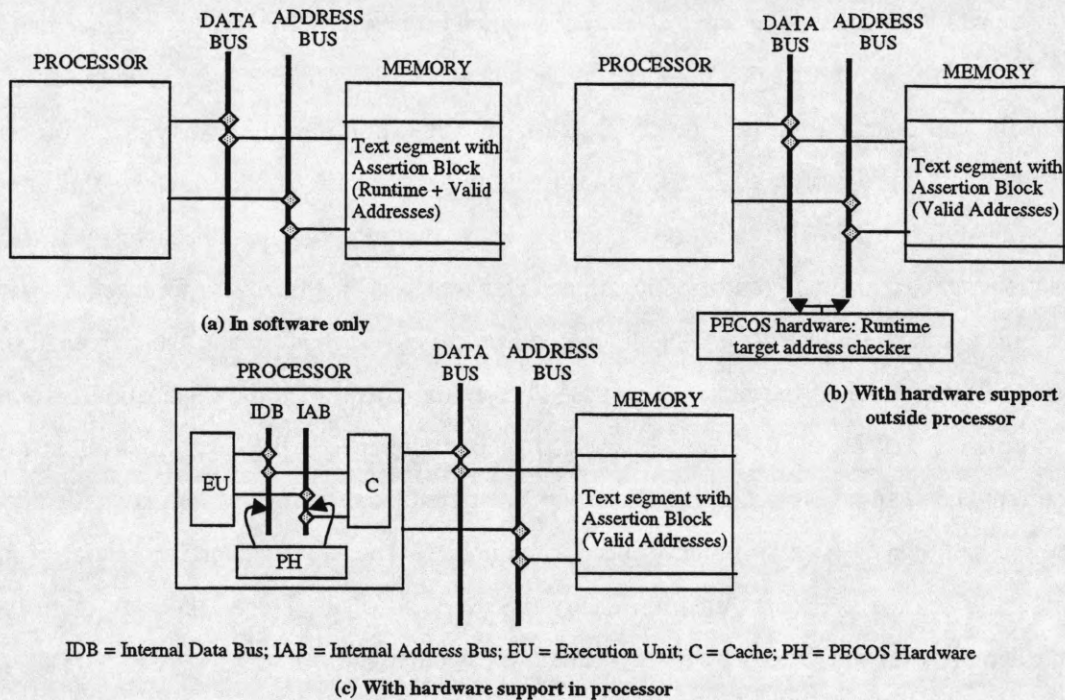 DATA
BUS
ADDRESS
BUS
PROCESSOR
MEMORY
Text segment with
Assertion Block
(Runtime + Valid
Addresses)
(a) In software only
DATA
BUS
ADDRESS
BUS
PROCESSOR
MEMORY
Text segment with
Assertion Block
(Valid Addresses)
PECOS hardware: Runtime
target address checker
(b) With hardware support
outside processor
PROCESSOR
DATA
BUS
ADDRESS
BUS
IDB IAB
EU
C
PH
MEMORY
Text segment with
Assertion Block
(Valid Addresses)
IDB = Internal Data Bus; IAB = Internal Address Bus; EU = Execution Unit; C = Cache; PH = PECOS Hardware
(c) With hardware support in processor